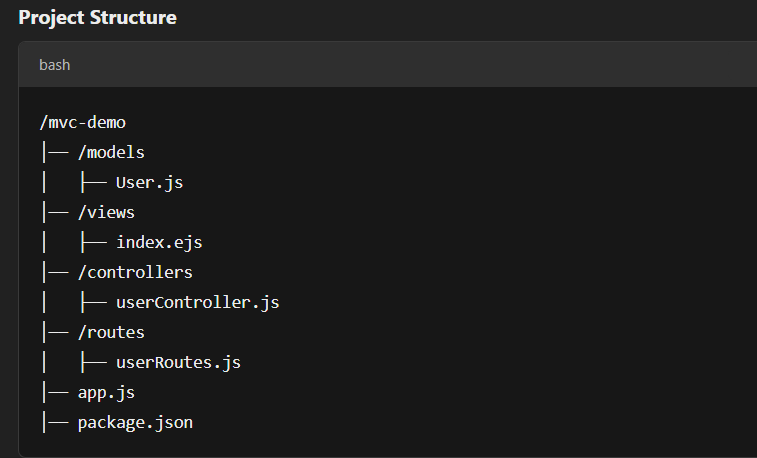 Project Structure
bash
/mvc-demo
│── /models
│   ├── User.js
│── /views
│   ├── index.ejs
│── /controllers
│   ├── userController.js
│── /routes
│   ├── userRoutes.js
│── app.js
│── package.json